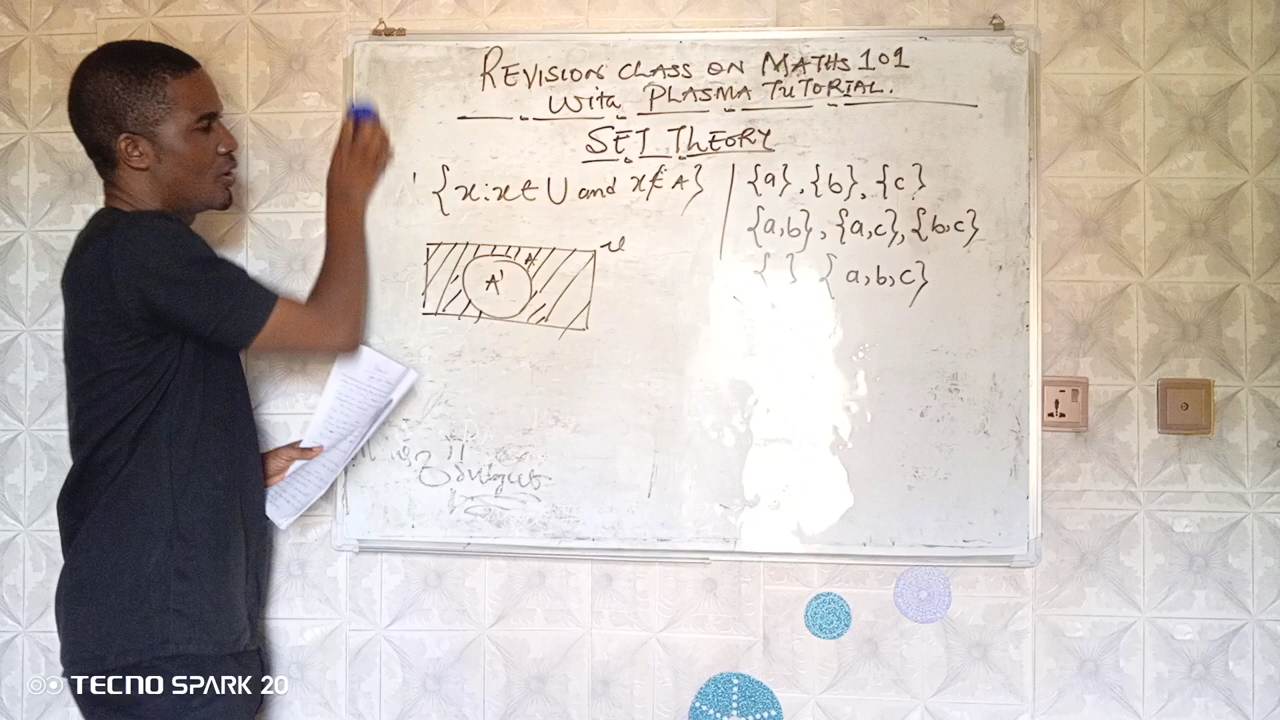 REVISION CLASS ON MATHS 101
With PLASMA TUTORIAL.
SET THEORY
{x:x∈ U and x∉ A}
{a}, {b}, {c}
{a,b}, {a,c}, {b,c}
{ } { a,b,c}
U
A
A'
TECNO SPARK 20